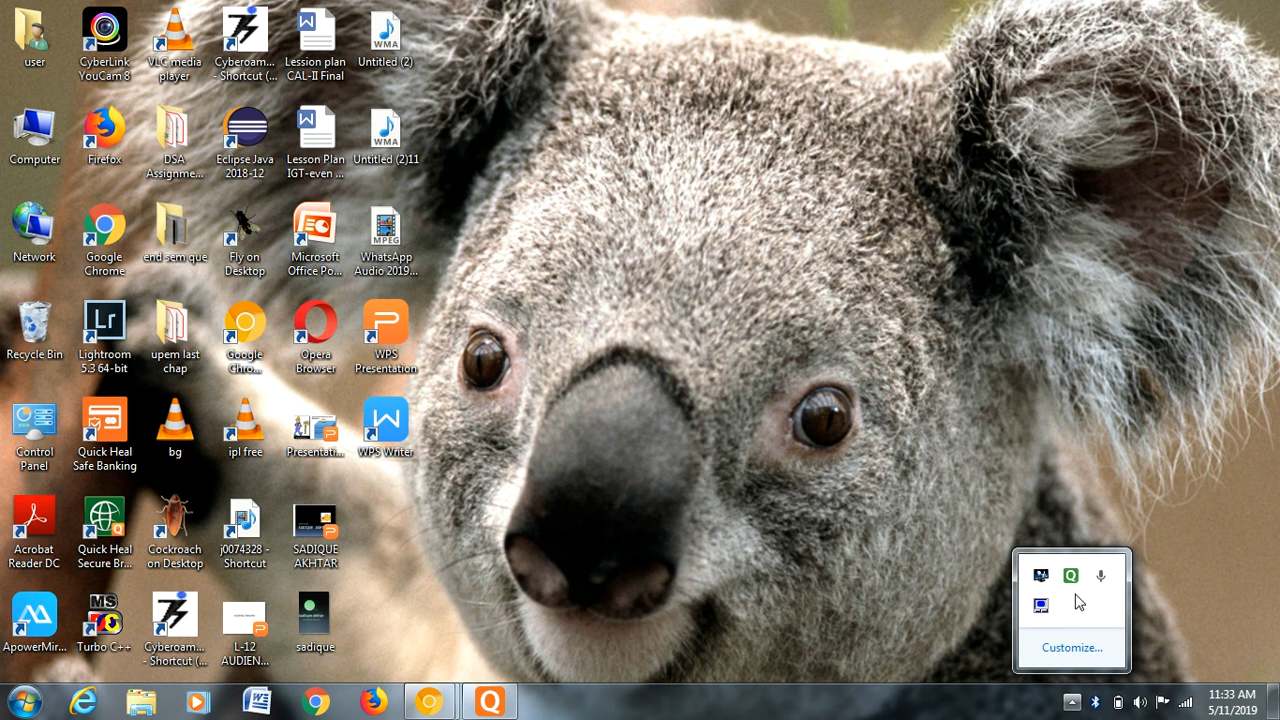 user
CyberLink
YouCam 8
VLC media
player
Cyberoam...
- Shortcut (...
Lession plan
CAL-II Final
WMA
Untitled (2)
Computer
Firefox
DSA
Assignme...
Eclipse Java
2018-12
Lesson Plan
IGT-even ...
WMA
Untitled (2)11
Network
Google
Chrome
end sem que
Fly on
Desktop
Microsoft
Office Po...
MPEG
WhatsApp
Audio 2019...
Recycle Bin
Lr
Lightroom
5.3 64-bit
upem last
chap
Google
Chro...
Opera
Browser
WPS
Presentation
Control
Panel
Quick Heal
Safe Banking
bg
ipl free
Presentati...
WPS Writer
Acrobat
Reader DC
Quick Heal
Secure Br...
Cockroach
on Desktop
j0074328 -
Shortcut
SADIQUE
AKHTAR
ApowerMir...
MS
Turbo C++
Cyberoam...
- Shortcut (...
L-12
AUDIEN...
sadique
Customize...
11:33 AM
5/11/2019